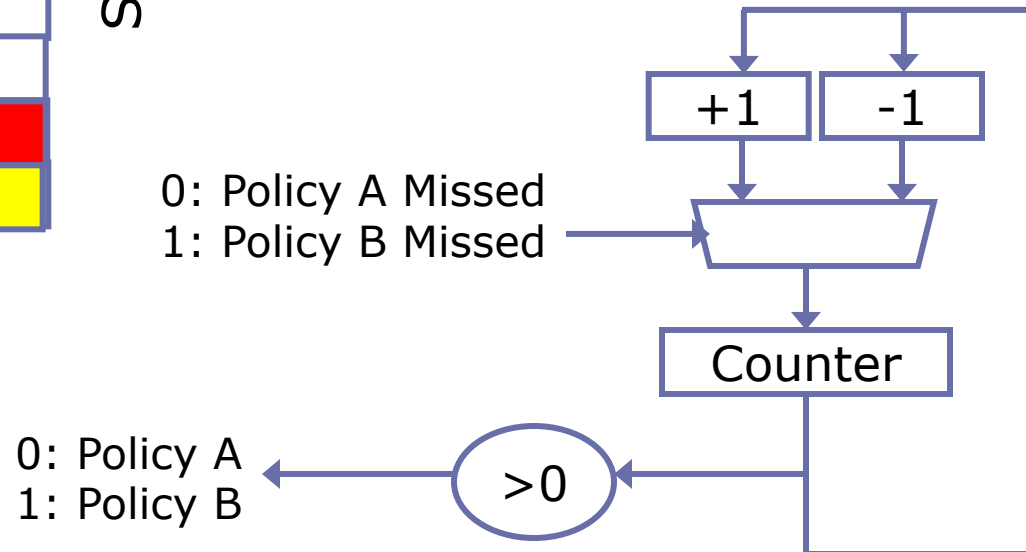 S
+1
-1
0: Policy A Missed
1: Policy B Missed
Counter
0: Policy A
1: Policy B
>0